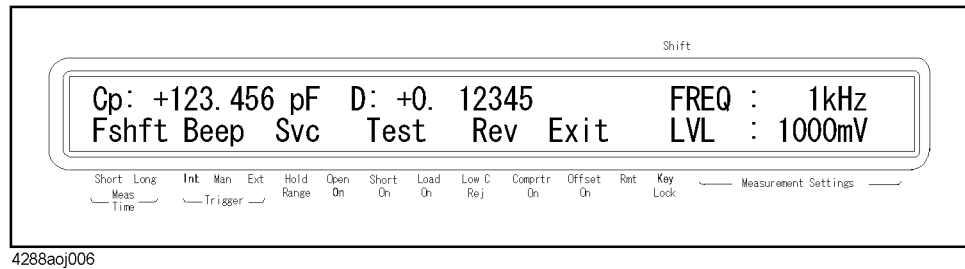 Shift
Cp: +123.456 pF D: +0. 12345 FREQ : 1kHz
Fshft Beep Svc Test Rev Exit LVL : 1000mV
Short Long Int Man Ext Hold Open Short Load Low C Comprtr Offset Rmt Key Measurement Settings
Meas Trigger Range On On On Rej On On Lock
Time
4288aoj006